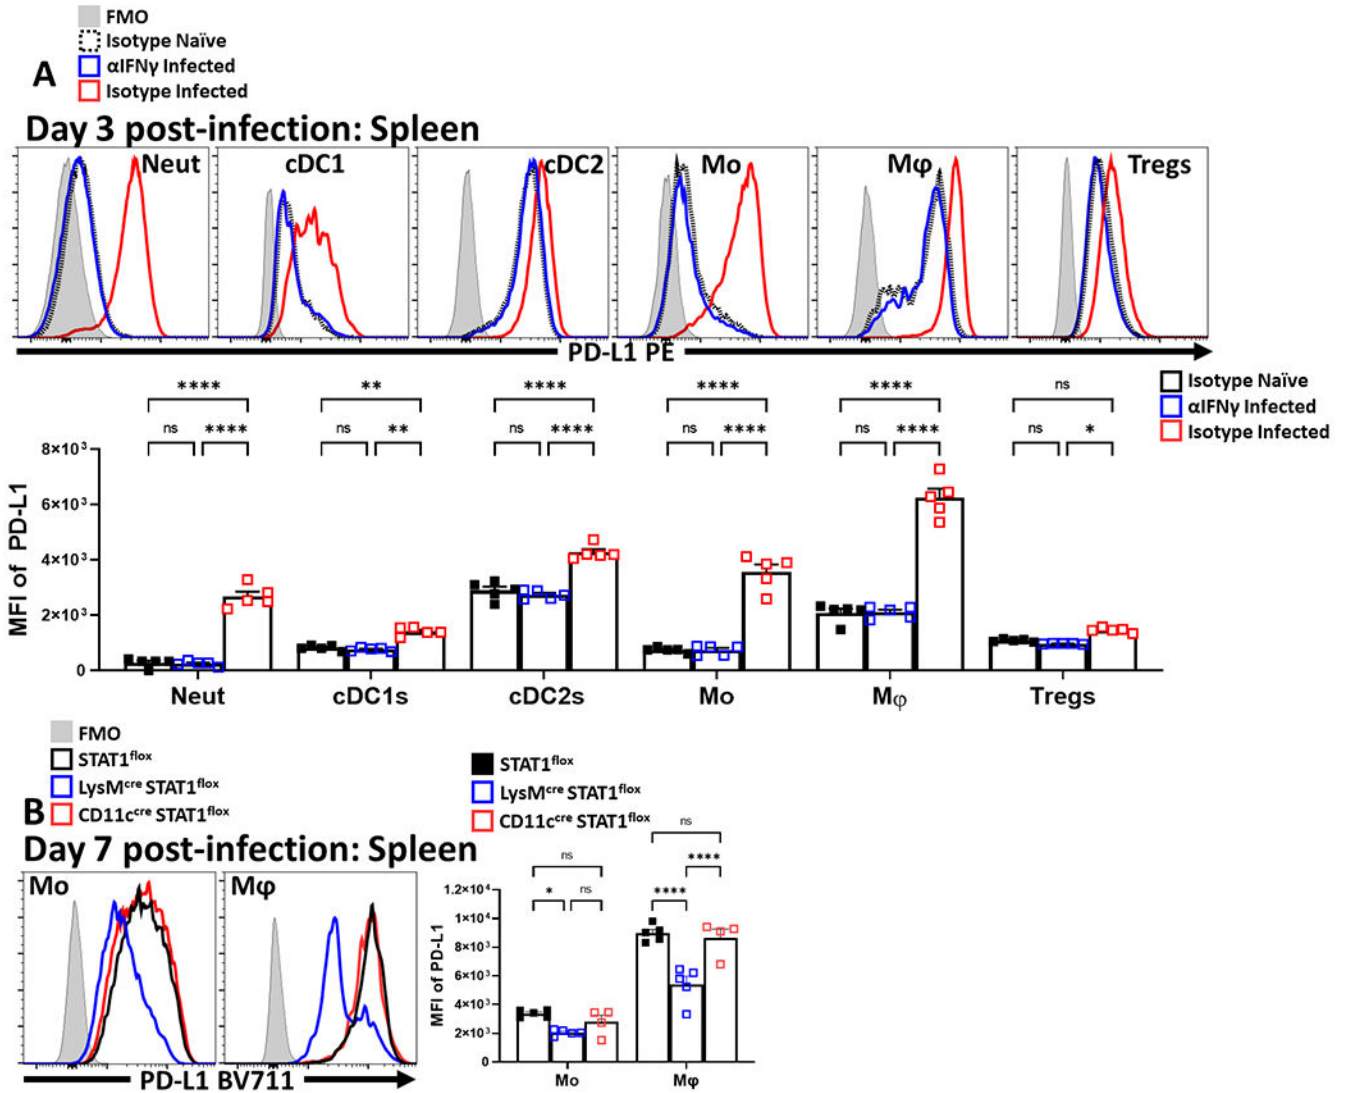 FMO
Isotype Naïve
αIFNγ Infected
Isotype Infected
A
Day 3 post-infection: Spleen
Neut cDC1 cDC2 Mo Mφ Tregs
PD-L1 PE
Isotype Naïve
αIFNγ Infected
Isotype Infected
**** ** **** **** **** ns
ns **** ns ** ns **** ns **** ns **** ns *
MFI of PD-L1
8×10³
6×10³
4×10³
2×10³
0
Neut cDC1s cDC2s Mo Mφ Tregs
FMO
STAT1flox
LysMcre STAT1flox
CD11ccre STAT1flox
STAT1flox
LysMcre STAT1flox
CD11ccre STAT1flox
B
Day 7 post-infection: Spleen
Mo Mφ
PD-L1 BV711
ns
ns ****
* ns ****
MFI of PD-L1
1.2×10⁴
1×10⁴
8×10³
6×10³
4×10³
2×10³
0
Mo Mφ